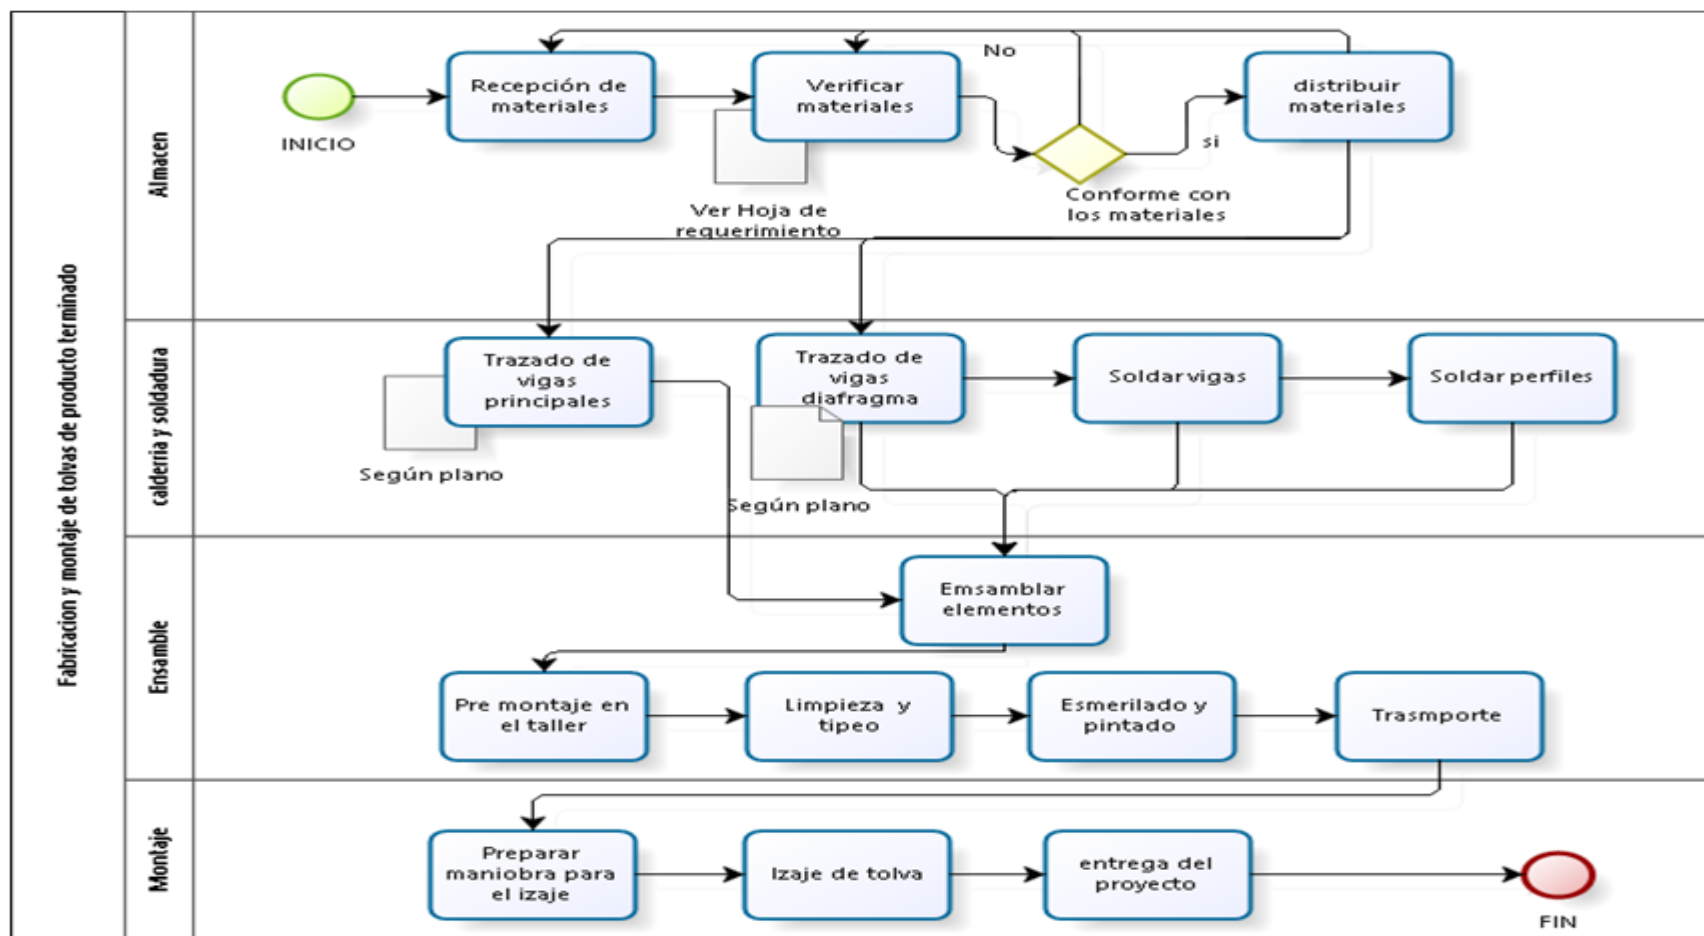 Fabricacion y montaje de tolvas de producto terminado
Almacen
INICIO
Recepción de
materiales
Verificar
materiales
Ver Hoja de
requerimiento
No
Conforme con
los materiales
si
distribuir
materiales
calderria y soldadura
Trazado de
vigas
principales
Según plano
Trazado de
vigas
diafragma
Según plano
Soldar vigas
Soldar perfiles
Ensamble
Emsamblar
elementos
Pre montaje en
el taller
Limpieza y
tipeo
Esmerilado y
pintado
Trasmporte
Montaje
Preparar
maniobra para
el izaje
Izaje de tolva
entrega del
proyecto
FIN